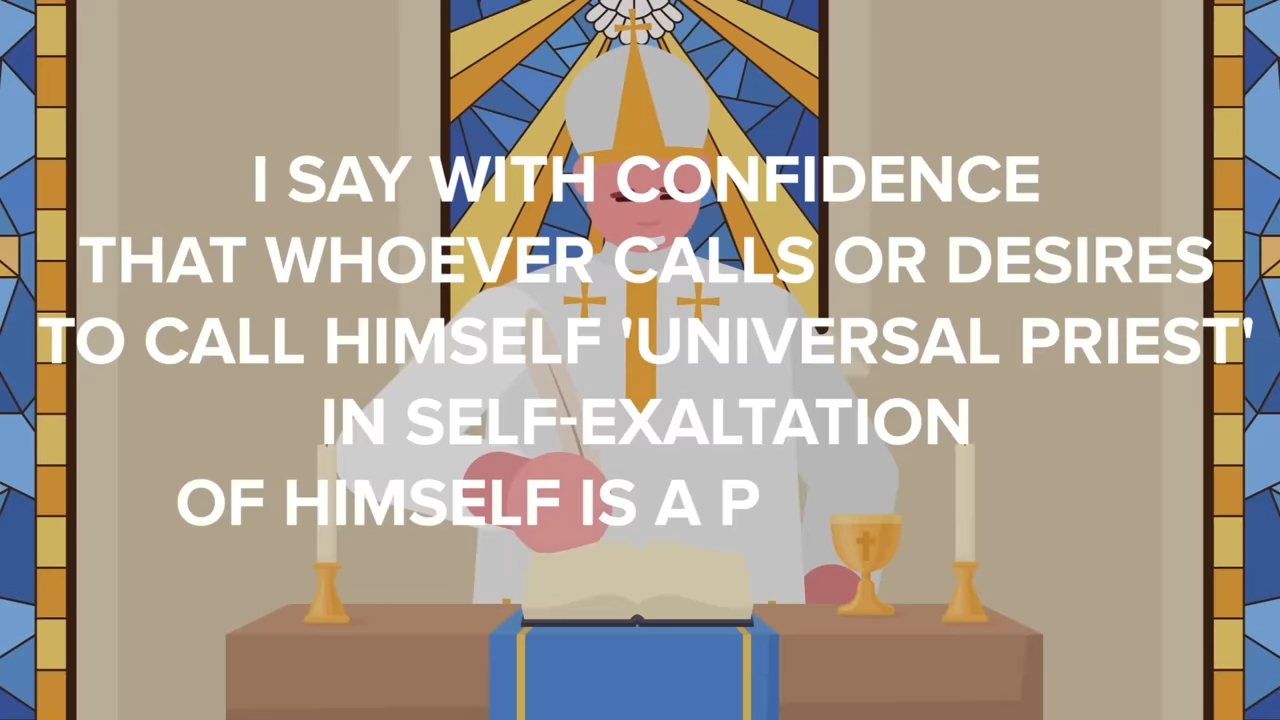 I SAY WITH CONFIDENCE
THAT WHOEVER CALLS OR DESIRES
TO CALL HIMSELF 'UNIVERSAL PRIEST'
IN SELF-EXALTATION
OF HIMSELF IS A P